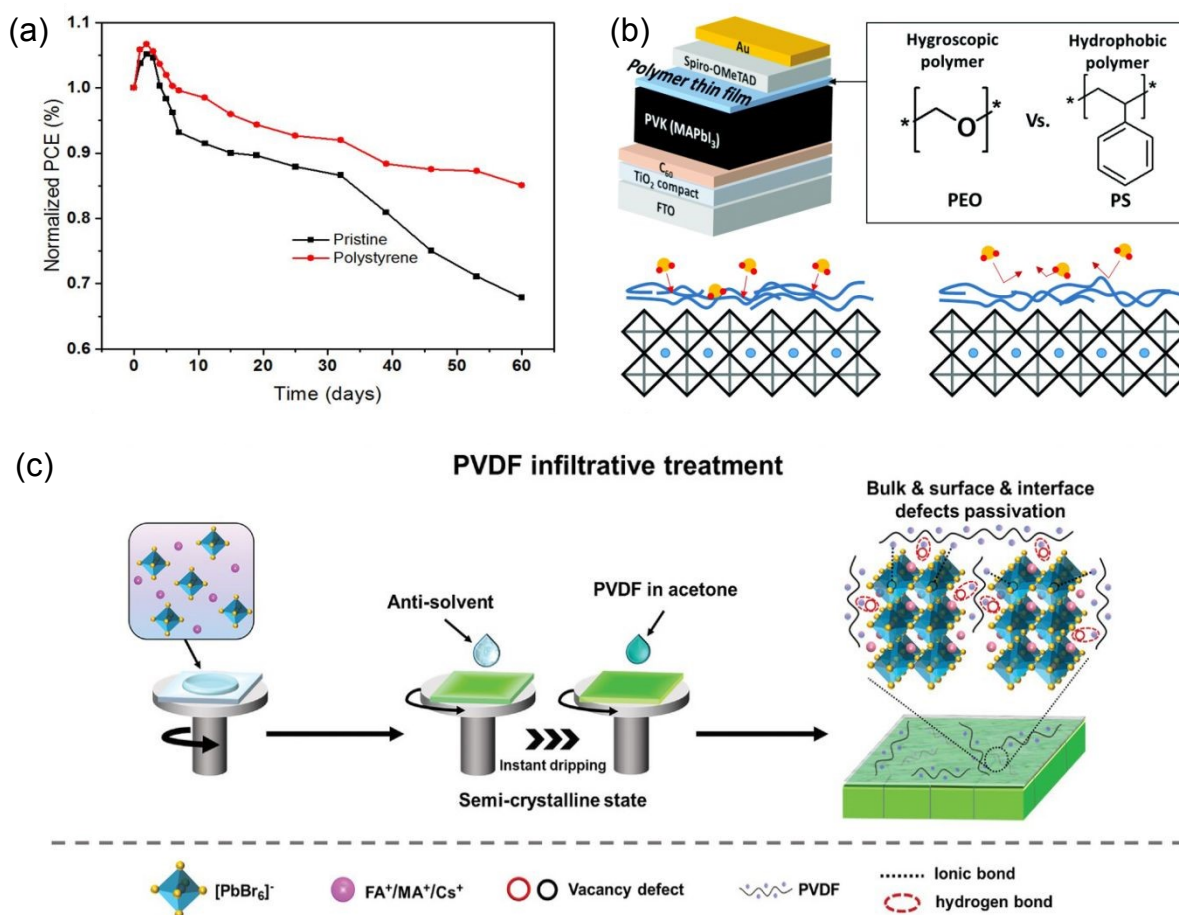 (a)
1.1
1.0
0.9
0.8
0.7
0.6
Normalized PCE (%)
Pristine
Polystyrene
0 10 20 30 40 50 60
Time (days)
(b)
Au
Spiro-OMeTAD
Polymer thin film
PVK (MAPbI₃)
C₆₀
TiO₂ compact
FTO
Hygroscopic
polymer
* O *
PEO
Vs.
Hydrophobic
polymer
* *
PS
(c)
PVDF infiltrative treatment
Anti-solvent
PVDF in acetone
Instant dripping
Semi-crystalline state
Bulk & surface & interface
defects passivation
[PbBr₆]⁻
FA⁺/MA⁺/Cs⁺
Vacancy defect
PVDF
Ionic bond
hydrogen bond